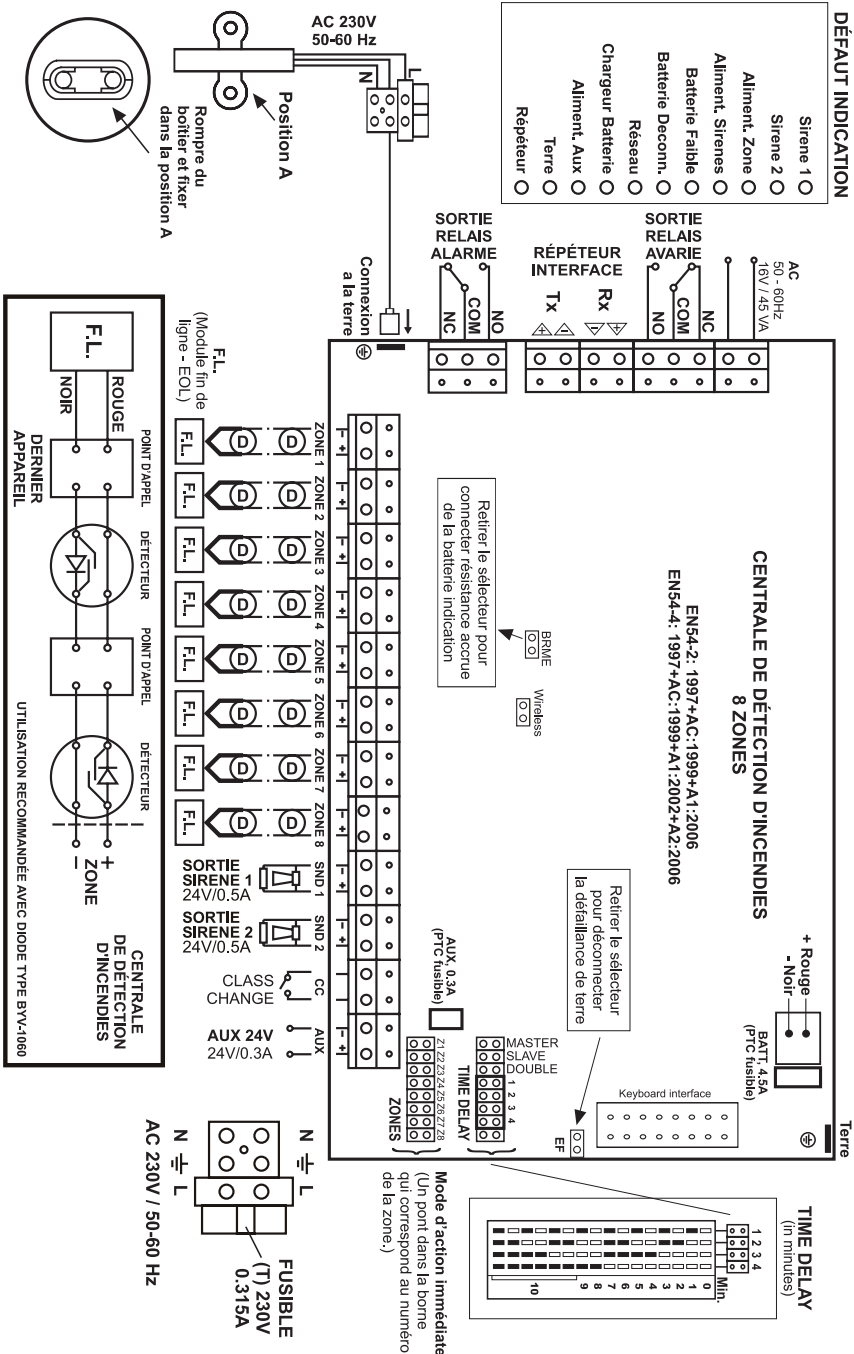 DÉFAUT INDICATION
Sirene 1
Sirene 2
Aliment. Zone
Aliment. Sirenes
Batterie Faible
Batterie Deconn.
Réseau
Chargeur Batterie
Aliment. Aux
Terre
Répéteur
AC
50 - 60Hz
16V / 45 VA
SORTIE
RELAIS
AVARIE
NC
COM
NO
RÉPÉTEUR
INTERFACE
Rx
Tx
SORTIE
RELAIS
ALARME
NO
COM
NC
Connexion
a la terre
AC 230V
50-60 Hz
L
N
Position A
Rompre du
boîtier et fixer
dans la position A
Terre
CENTRALE DE DÉTECTION D'INCENDIES
8 ZONES
EN54-2: 1997+AC:1999+A1:2006
EN54-4: 1997+AC:1999+A1:2002+A2:2006
+ Rouge
- Noir
BATT, 4.5A
(PTC fusible)
Keyboard interface
BRME
Wireless
Retirer le sélecteur pour
connecter résistance accrue
de la batterie indication
Retirer le sélecteur
pour déconnecter
la défaillance de terre
EF
MASTER
SLAVE
DOUBLE
1
2
3
4
TIME DELAY
AUX, 0.3A
(PTC fusible)
Z1 Z2 Z3 Z4 Z5 Z6 Z7 Z8
ZONES
TIME DELAY
(in minutes)
1 2 3 4
Min.
0
1
2
3
4
5
6
7
8
9
10
Mode d'action immédiate
(Un pont dans la borne
qui correspond au numéro
de la zone.)
ZONE 1
ZONE 2
ZONE 3
ZONE 4
ZONE 5
ZONE 6
ZONE 7
ZONE 8
SND 1
SND 2
CC
AUX
- +
- +
- +
- +
- +
- +
- +
- +
- +
- +
- +
D D D D D D D D
D D D D D D D D
F.L. F.L. F.L. F.L. F.L. F.L. F.L. F.L.
F.L.
(Module fin de
ligne - EOL)
SORTIE
SIRENE 1
24V/0.5A
SORTIE
SIRENE 2
24V/0.5A
CLASS
CHANGE
AUX 24V
24V/0.3A
F.L.
ROUGE
NOIR
POINT D'APPEL
DERNIER
APPAREIL
DÉTECTEUR
POINT D'APPEL
DÉTECTEUR
+
ZONE
−
CENTRALE
DE DÉTECTION
D'INCENDIES
UTILISATION RECOMMANDÉE AVEC DIODE TYPE BYV-1060
N L
N L
AC 230V / 50-60 Hz
FUSIBLE
(T) 230V
0.315A